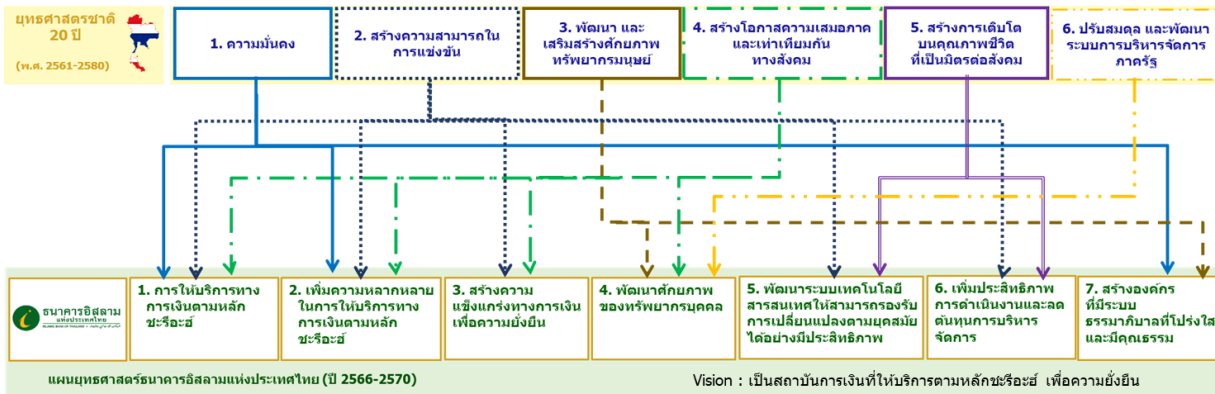 ยุทธศาสตรชาติ
20 ปี
(พ.ศ. 2561-2580)
1. ความมั่นคง
2. สร้างความสามารถใน
การแข่งขัน
3. พัฒนา และ
เสริมสร้างศักยภาพ
ทรัพยากรมนุษย์
4. สร้างโอกาสความเสมอภาค
และเท่าเทียมกัน
ทางสังคม
5. สร้างการเติบโต
บนคุณภาพชีวิต
ที่เป็นมิตรต่อสังคม
6. ปรับสมดุล และพัฒนา
ระบบการบริหารจัดการ
ภาครัฐ
ธนาคารอิสลาม
แห่งประเทศไทย
1. การให้บริการทาง
การเงินตามหลัก
ชะรีอะฮ์
2. เพิ่มความหลากหลาย
ในการให้บริการทาง
การเงินตามหลัก
ชะรีอะฮ์
3. สร้างความ
แข็งแกร่งทางการเงิน
เพื่อความยั่งยืน
4. พัฒนาศักยภาพ
ของทรัพยากรบุคคล
5. พัฒนาระบบเทคโนโลยี
สารสนเทศให้สามารถรองรับ
การเปลี่ยนแปลงตามยุคสมัย
ได้อย่างมีประสิทธิภาพ
6. เพิ่มประสิทธิภาพ
การดำเนินงานและลด
ต้นทุนการบริหาร
จัดการ
7. สร้างองค์กร
ที่มีระบบ
ธรรมาภิบาลที่โปร่งใส
และมีคุณธรรม
แผนยุทธศาสตร์ธนาคารอิสลามแห่งประเทศไทย (ปี 2566-2570)
Vision : เป็นสถาบันการเงินที่ให้บริการตามหลักชะรีอะฮ์ เพื่อความยั่งยืน